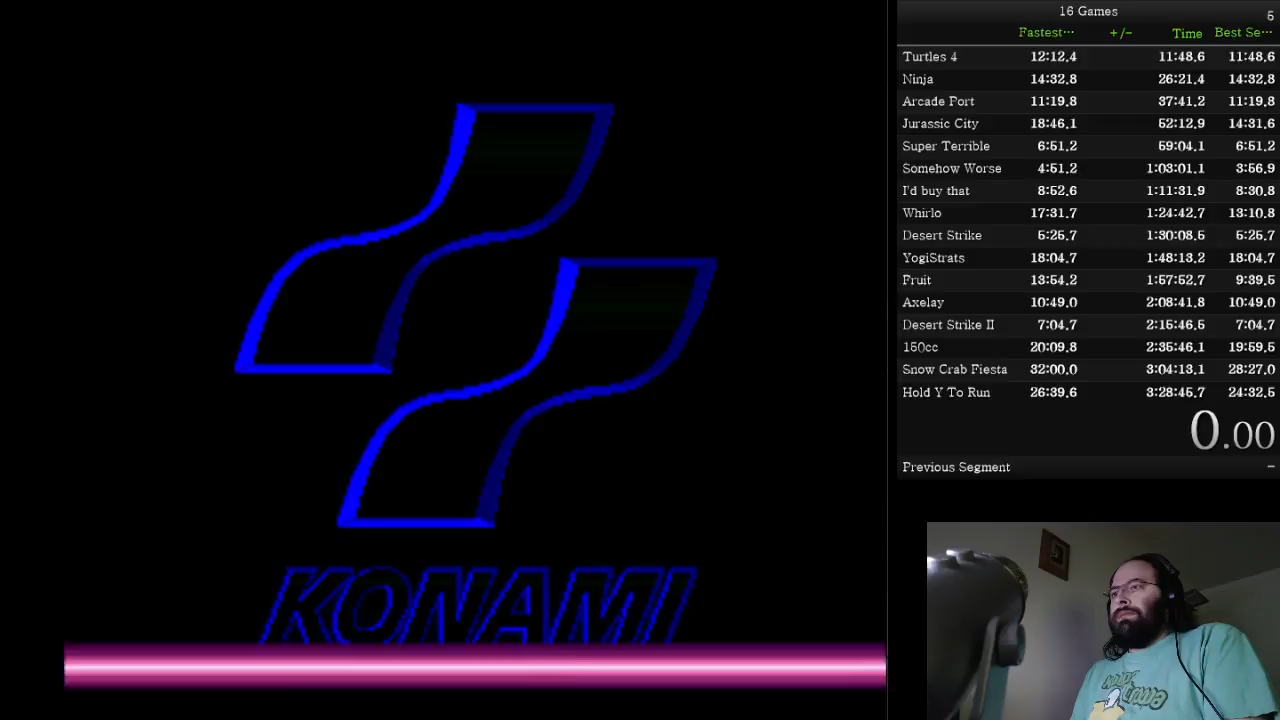 KONAMI
16 Games
5
Fastest… +/- Time Best Se…
Turtles 4 12:12.4 11:48.6 11:48.6
Ninja 14:32.8 26:21.4 14:32.8
Arcade Port 11:19.8 37:41.2 11:19.8
Jurassic City 18:46.1 52:12.9 14:31.6
Super Terrible 6:51.2 59:04.1 6:51.2
Somehow Worse 4:51.2 1:03:01.1 3:56.9
I'd buy that 8:52.6 1:11:31.9 8:30.8
Whirlo 17:31.7 1:24:42.7 13:10.8
Desert Strike 5:25.7 1:30:08.5 5:25.7
YogiStrats 18:04.7 1:48:13.2 18:04.7
Fruit 13:54.2 1:57:52.7 9:39.5
Axelay 10:49.0 2:08:41.8 10:49.0
Desert Strike II 7:04.7 2:15:46.5 7:04.7
150cc 20:09.8 2:35:46.1 19:59.5
Snow Crab Fiesta 32:00.0 3:04:13.1 28:27.0
Hold Y To Run 26:39.6 3:28:45.7 24:32.5
0.00
Previous Segment –